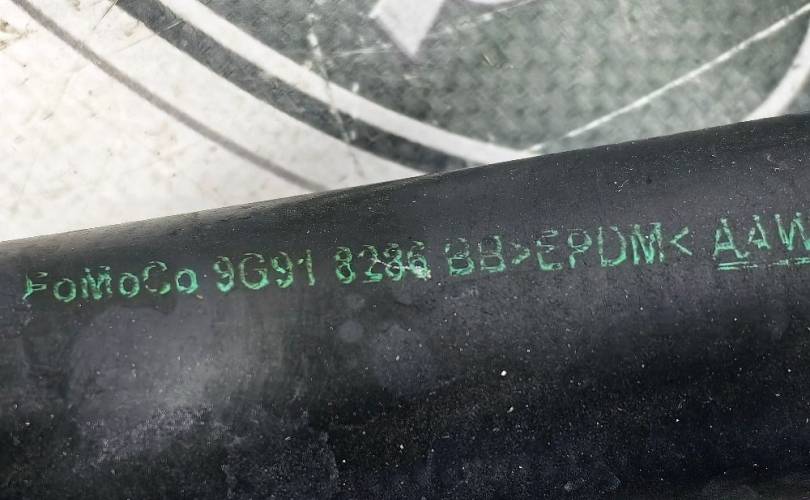 FoMoCo 9G91 8286 BB>EPDM< AAW